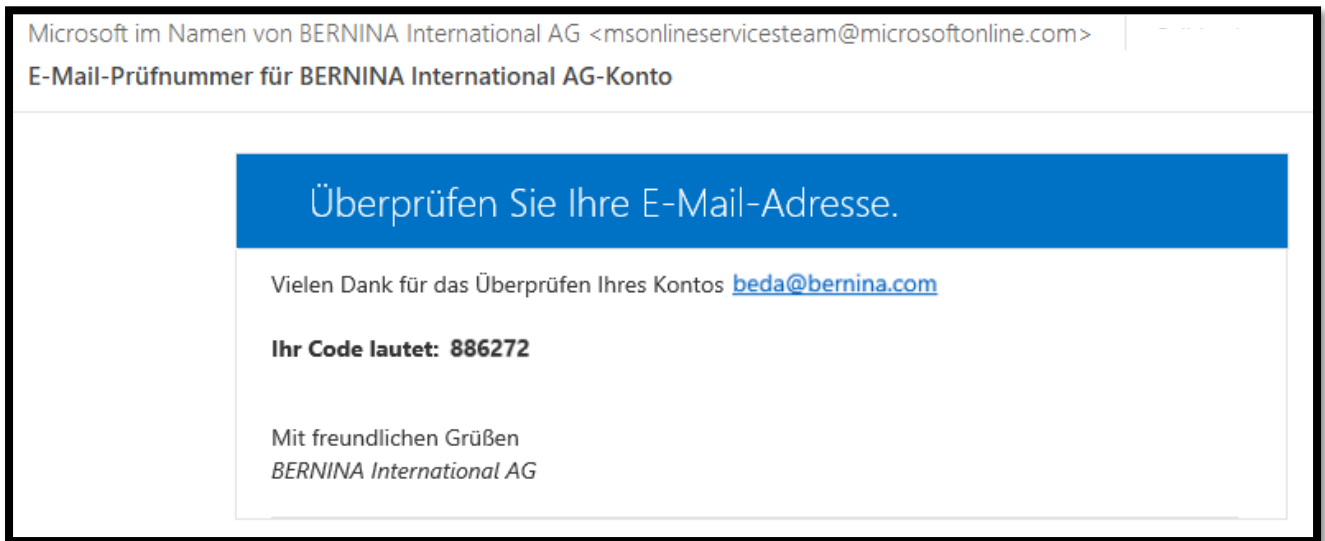 Microsoft im Namen von BERNINA International AG <msonlineservicesteam@microsoftonline.com>
E-Mail-Prüfnummer für BERNINA International AG-Konto
Überprüfen Sie Ihre E-Mail-Adresse.
Vielen Dank für das Überprüfen Ihres Kontos beda@bernina.com
Ihr Code lautet: 886272
Mit freundlichen Grüßen
BERNINA International AG